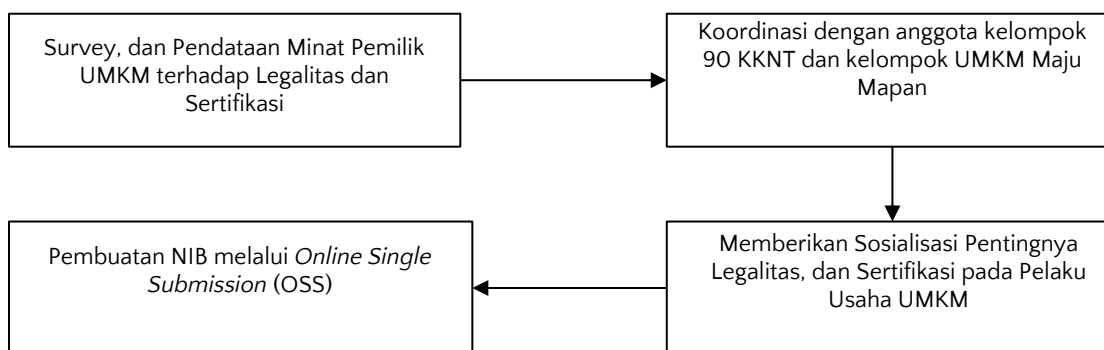 Survey, dan Pendataan Minat Pemilik
UMKM terhadap Legalitas dan
Sertifikasi
Koordinasi dengan anggota kelompok
90 KKNT dan kelompok UMKM Maju
Mapan
Memberikan Sosialisasi Pentingnya
Legalitas, dan Sertifikasi pada Pelaku
Usaha UMKM
Pembuatan NIB melalui Online Single
Submission (OSS)